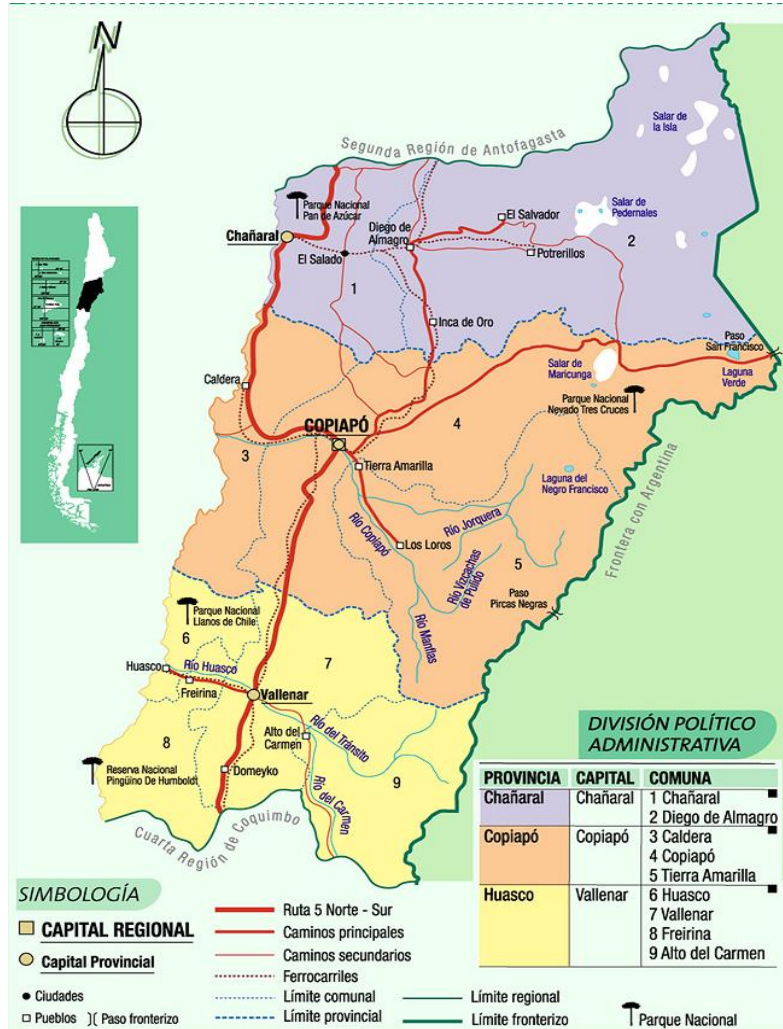 N
Segunda Región de Antofagasta
Salar de
la Isla
Parque Nacional
Pan de Azúcar
Chañaral
El Salado
Diego de
Almagro
El Salvador
Salar de
Pedernales
Potrerillos
1
2
Inca de Oro
Paso
San Francisco
Laguna
Verde
Salar de
Maricunga
Caldera
Parque Nacional
Nevado Tres Cruces
COPIAPÓ
3
4
Tierra Amarilla
Laguna del
Negro Francisco
Río Copiapó
Río Jorquera
Los Loros
Río Vizcachas
de Pulido
5
Frontera con Argentina
Paso
Pircas Negras
Río Manflas
Parque Nacional
Llanos de Chile
6
7
Huasco
Río Huasco
Freirina
Vallenar
Alto del
Carmen
Río del Tránsito
8
Domeyko
9
Reserva Nacional
Pingüino De Humboldt
Río del Carmen
Cuarta Región de Coquimbo
DIVISIÓN POLÍTICO
ADMINISTRATIVA
PROVINCIA CAPITAL COMUNA
Chañaral Chañaral 1 Chañaral
2 Diego de Almagro
Copiapó Copiapó 3 Caldera
4 Copiapó
5 Tierra Amarilla
Huasco Vallenar 6 Huasco
7 Vallenar
8 Freirina
9 Alto del Carmen
SIMBOLOGÍA
CAPITAL REGIONAL
Capital Provincial
Ciudades
Pueblos
Paso fronterizo
Ruta 5 Norte - Sur
Caminos principales
Caminos secundarios
Ferrocarriles
Límite comunal
Límite provincial
Límite regional
Límite fronterizo
Parque Nacional